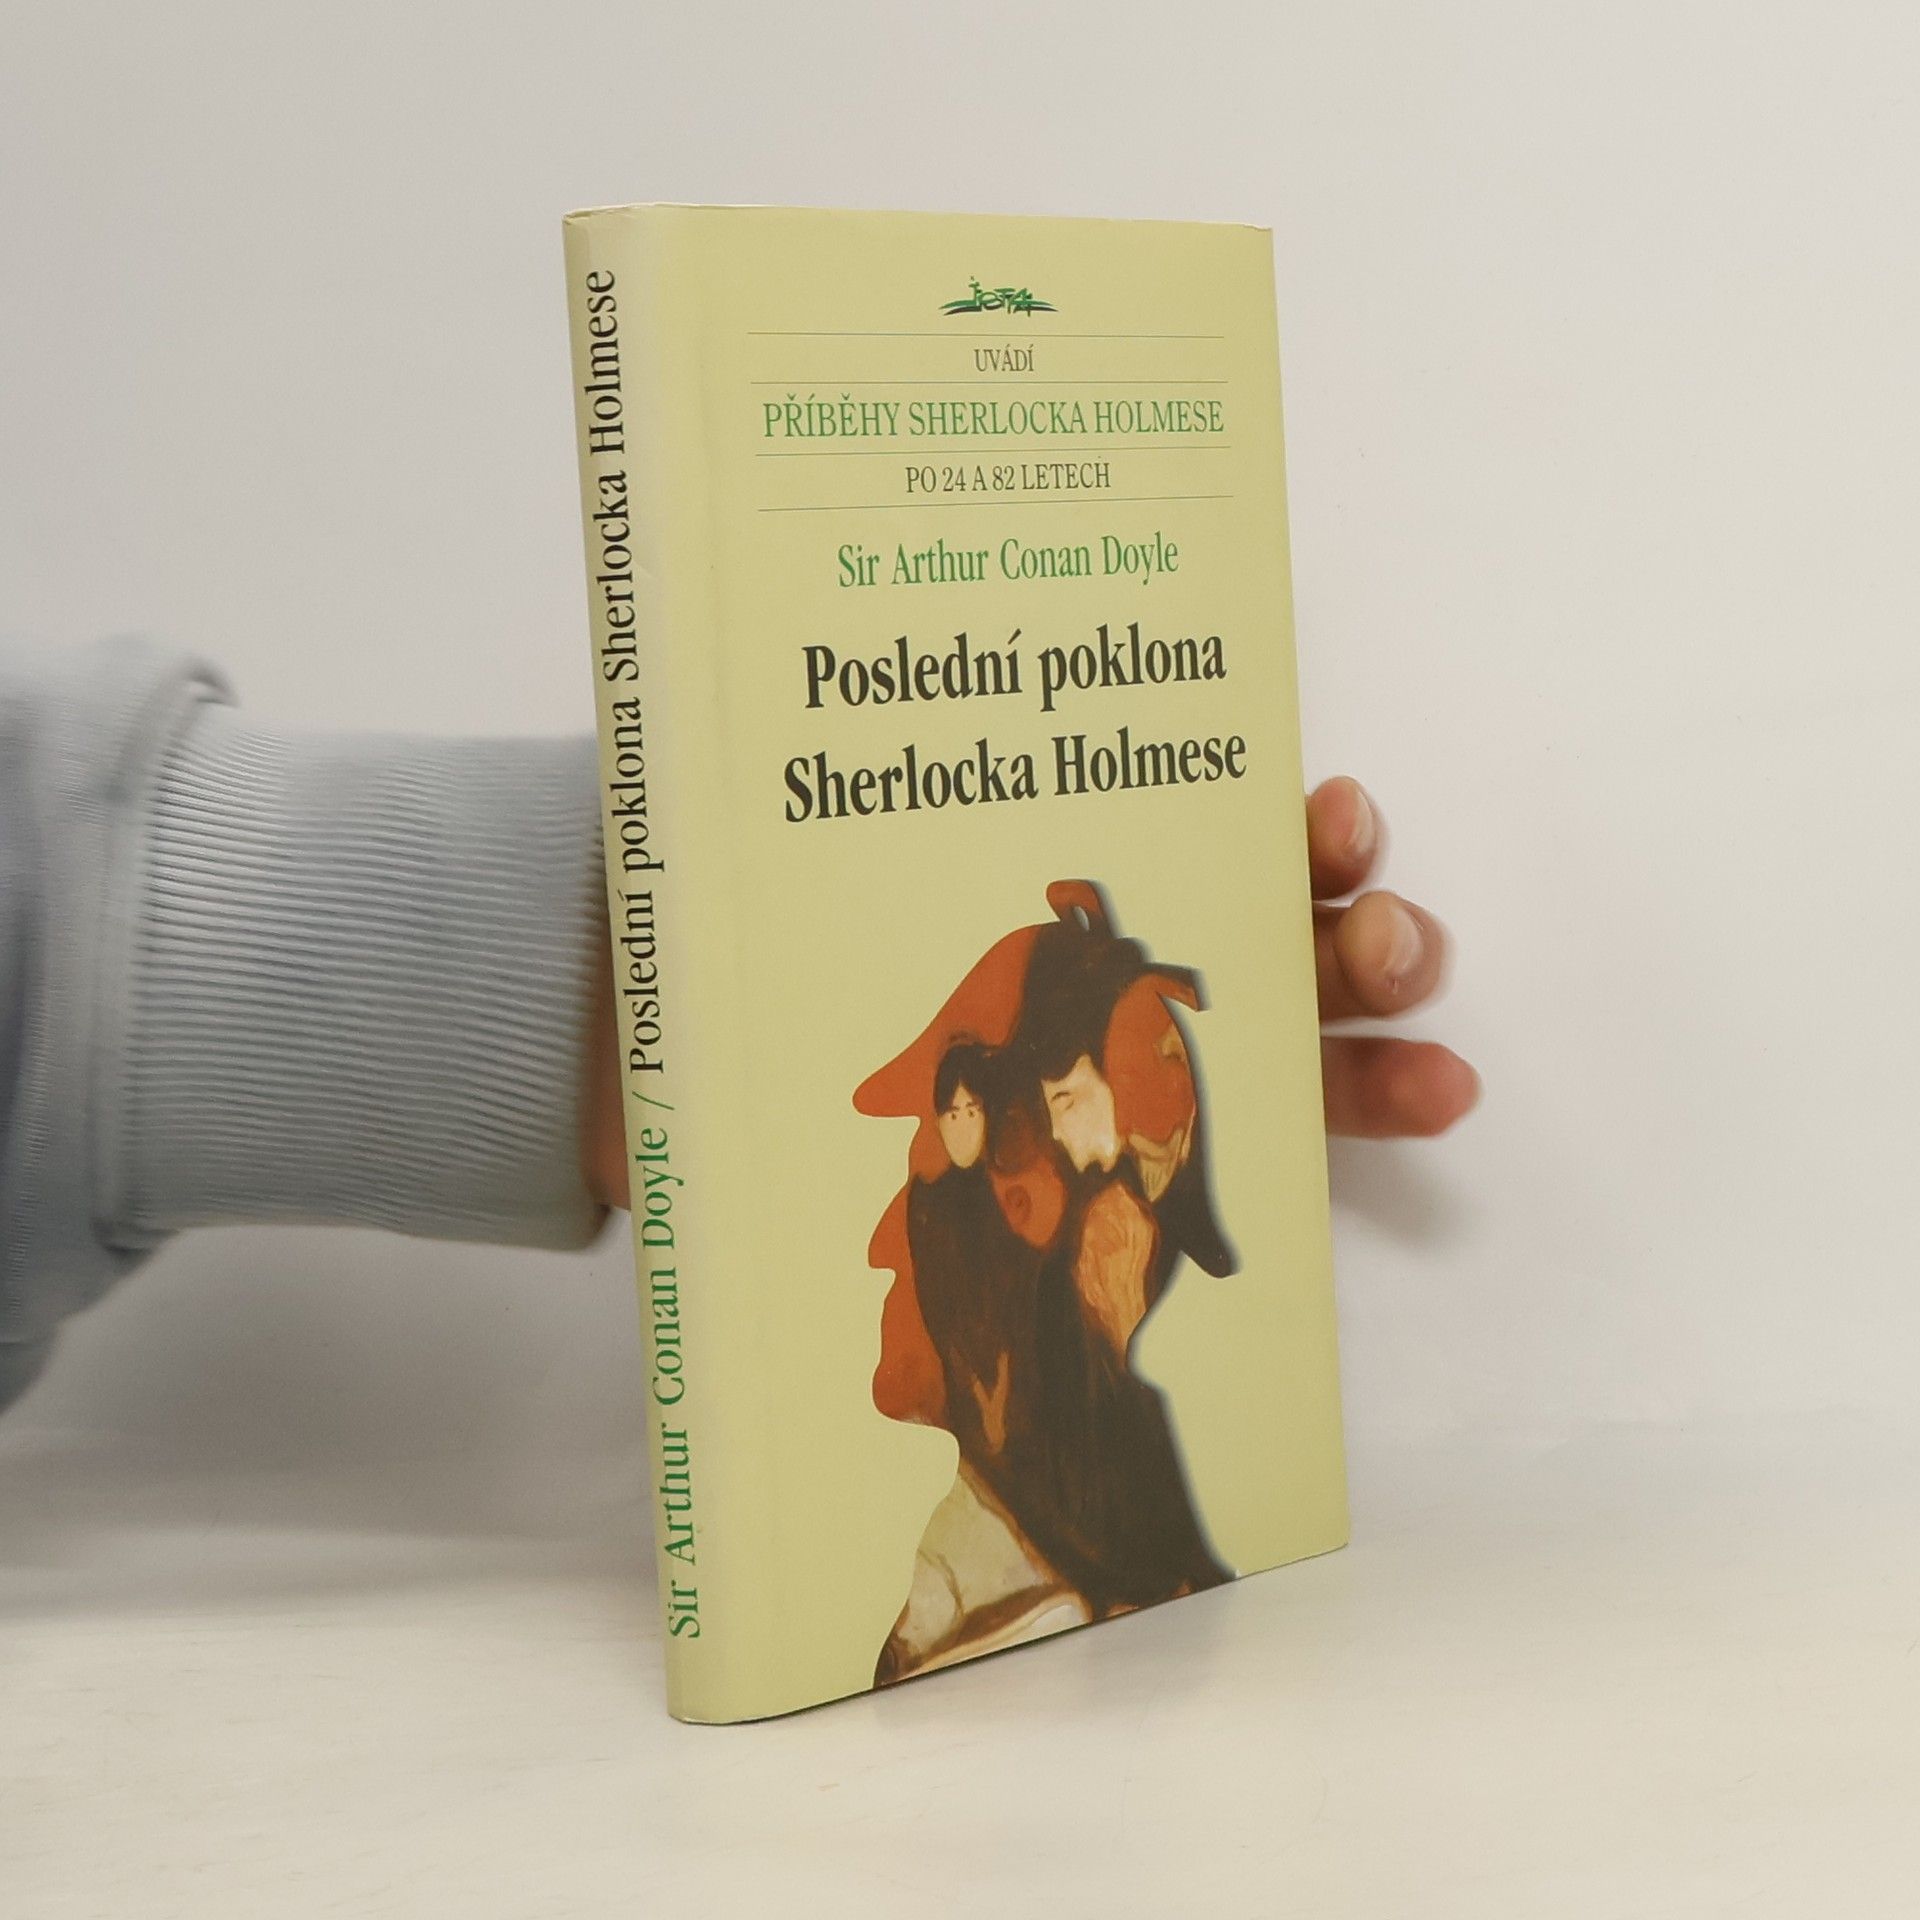 Jota
UVÁDÍ
PŘÍBĚHY SHERLOCKA HOLMESE
PO 24 A 82 LETECH
Sir Arthur Conan Doyle
Poslední poklona
Sherlocka Holmese
Sir Arthur Conan Doyle / Poslední poklona Sherlocka Holmese